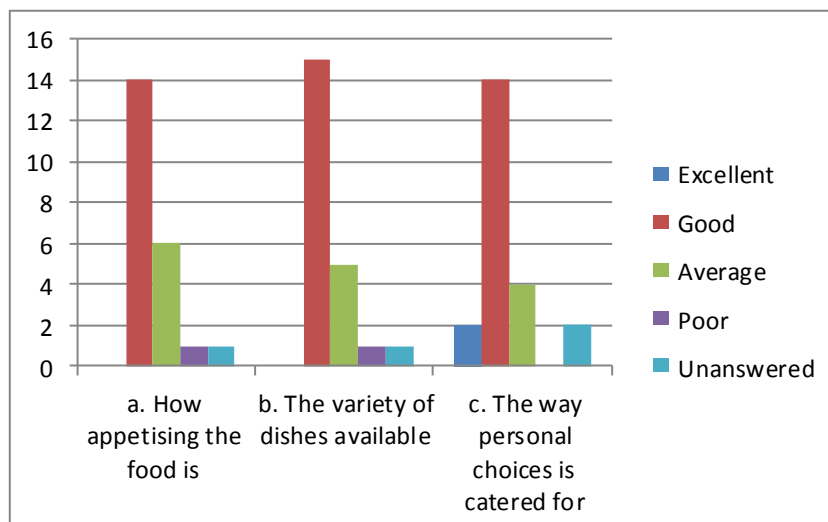 16
14
12
10
8
6
4
2
0
a. How
appetising the
food is
b. The variety of
dishes available
c. The way
personal
choices is
catered for
Excellent
Good
Average
Poor
Unanswered